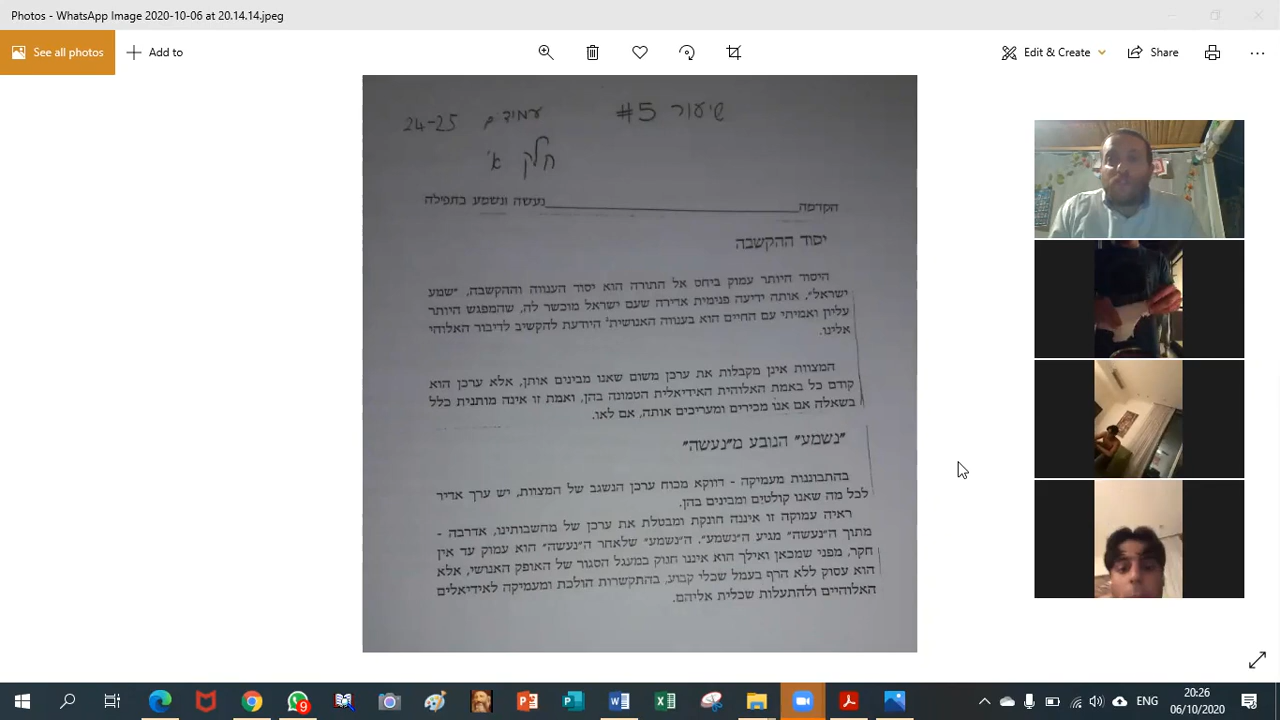 Photos - WhatsApp Image 2020-10-06 at 20.14.14.jpeg
See all photos
Add to
Edit & Create
Share
שיעור #5 עמודים 24-25
חלק א'
הקדמה נעשה ונשמע בתפילה
יסוד ההקשבה
היסוד היותר עמוק ביחס אל התורה הוא יסוד הענווה וההקשבה, "שמע
ישראל", אותה ידיעה פנימית אדירה שעם ישראל מוכשר לה, שהמפגש היותר
עליון ואמיתי עם החיים הוא בענווה האנושית היודעת להקשיב לדיבור האלוהי
אלינו.
המצוות אינן מקבלות את ערכן משום שאנו מבינים אותן, אלא ערכן הוא
קודם כל באמת האלוהית האידיאלית הטמונה בהן, ואמת זו אינה מותנית כלל
בשאלה אם אנו מכירים ומעריכים אותה, אם לאו.
"נשמע" הנובע מ"נעשה"
בהתבוננות מעמיקה - דווקא מכוח ערכן הנשגב של המצוות, יש ערך אדיר
לכל מה שאנו קולטים ומבינים בהן.
ראיה עמוקה זו איננה חונקת ומבטלת את ערכן של מחשבותינו, אדרבה -
מתוך ה"נעשה" מגיע ה"נשמע". ה"נשמע" שלאחר ה"נעשה" הוא עמוק עד אין
חקר, מפני שמכאן ואילך הוא איננו חנוק במעגל הסגור של האופק האנושי, אלא
הוא עסוק ללא הרף בעמל שכלי קבוע, בהתקשרות הולכת ומעמיקה לאידיאלים
האלוהיים ולהתעלות שכלית אליהם.
9
ENG
20:26
06/10/2020